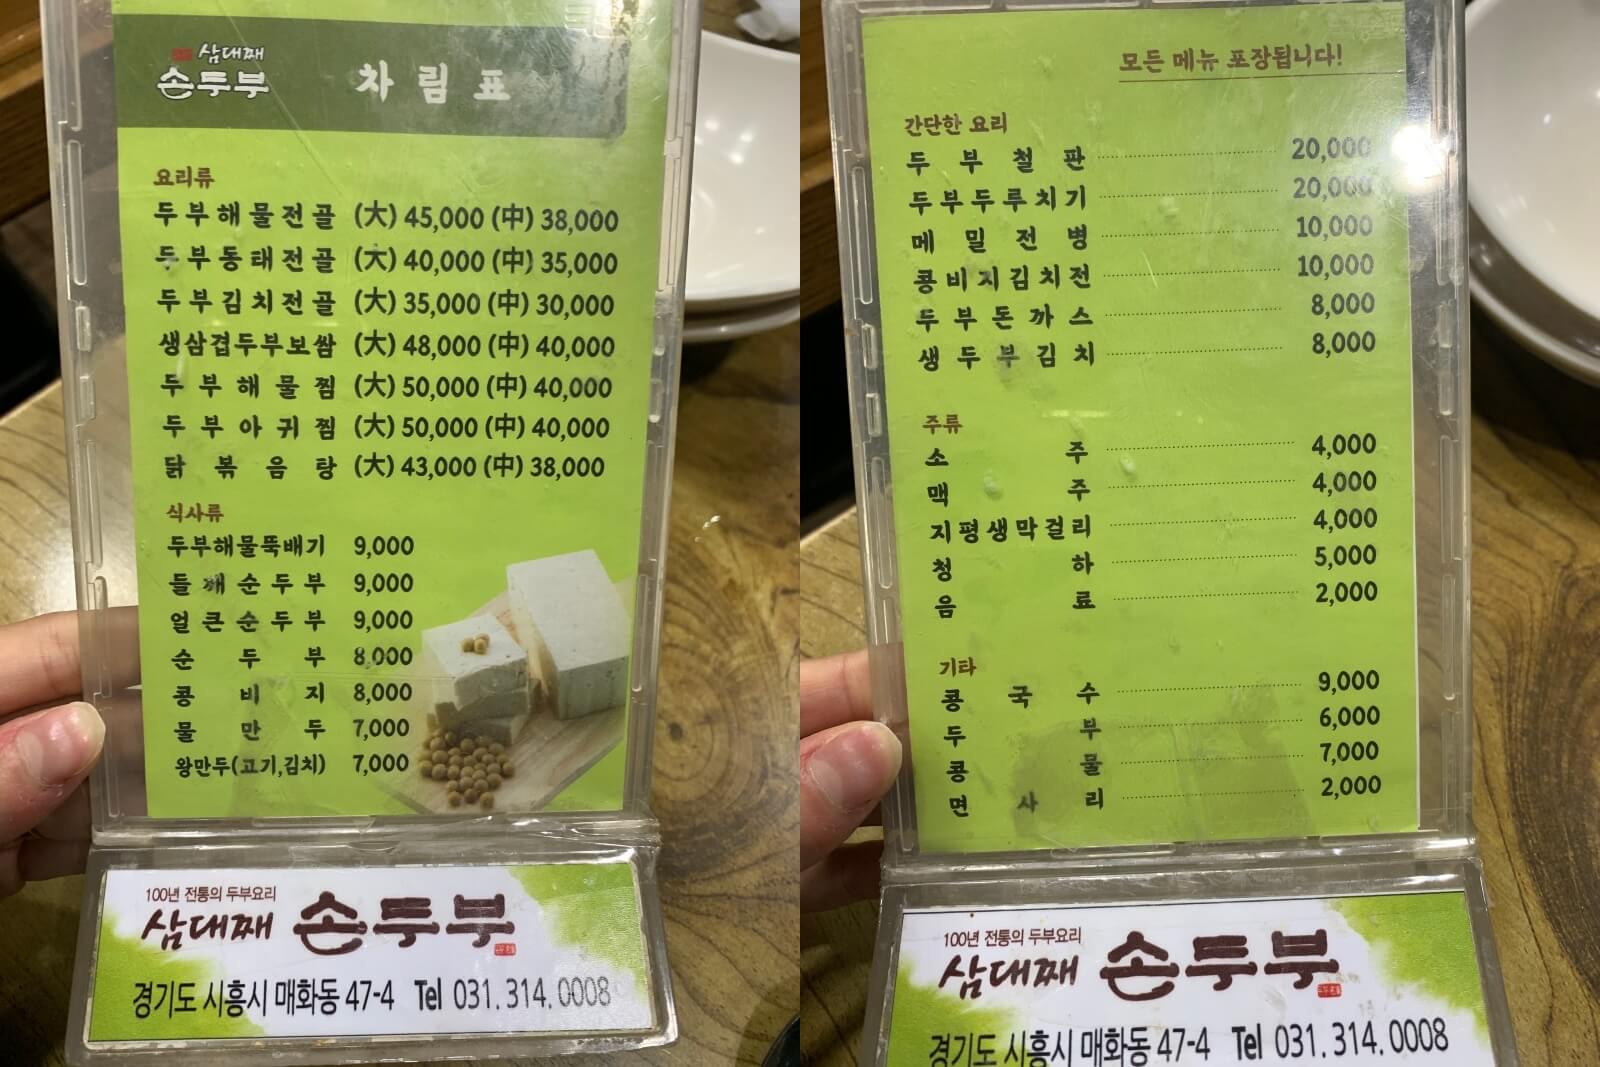 삼대째
손두부
차림표
요리류
두부해물전골 (大) 45,000 (中) 38,000
두부동태전골 (大) 40,000 (中) 35,000
두부김치전골 (大) 35,000 (中) 30,000
생삼겹두부보쌈 (大) 48,000 (中) 40,000
두부해물찜 (大) 50,000 (中) 40,000
두부아귀찜 (大) 50,000 (中) 40,000
닭볶음탕 (大) 43,000 (中) 38,000
식사류
두부해물뚝배기 9,000
들깨순두부 9,000
얼큰순두부 9,000
순두부 8,000
콩비지 8,000
물만두 7,000
왕만두(고기,김치) 7,000
100년 전통의 두부요리
삼대째 손두부
경기도 시흥시 매화동 47-4 Tel 031.314.0008
모든 메뉴 포장됩니다!
간단한 요리
두부철판 20,000
두부두루치기 20,000
메밀전병 10,000
콩비지김치전 10,000
두부돈까스 8,000
생두부김치 8,000
주류
소주 4,000
맥주 4,000
지평생막걸리 4,000
청하 5,000
음료 2,000
기타
콩국수 9,000
두부 6,000
콩물 7,000
면사리 2,000
100년 전통의 두부요리
삼대째 손두부
경기도 시흥시 매화동 47-4 Tel 031.314.0008